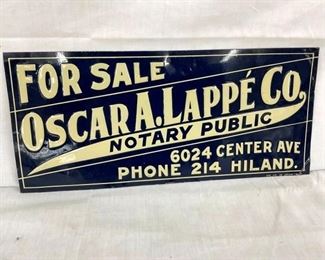 FOR SALE
OSCAR A. LAPPÉ CO.
NOTARY PUBLIC
6024 CENTER AVE
PHONE 214 HILAND.